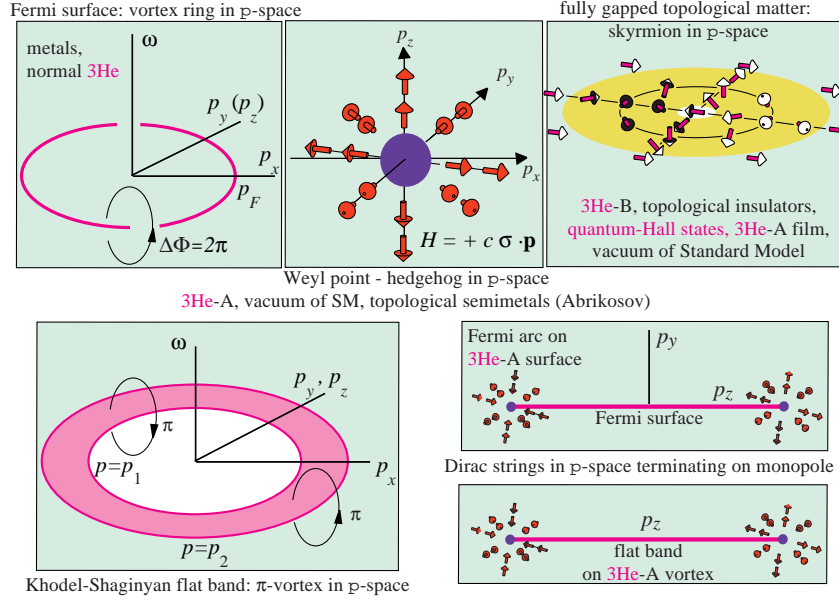 Fermi surface: vortex ring in p-space
ω
metals,
normal 3He
p_y (p_z)
p_x
p_F
ΔΦ=2π
p_z
p_y
p_x
H = + c σ · p
fully gapped topological matter:
skyrmion in p-space
3He-B, topological insulators,
quantum-Hall states, 3He-A film,
vacuum of Standard Model
Weyl point - hedgehog in p-space
3He-A, vacuum of SM, topological semimetals (Abrikosov)
ω
p_y , p_z
π
p=p_1
p_x
π
p=p_2
Khodel-Shaginyan flat band: π-vortex in p-space
Fermi arc on
3He-A surface
p_y
p_z
Fermi surface
Dirac strings in p-space terminating on monopole
p_z
flat band
on 3He-A vortex